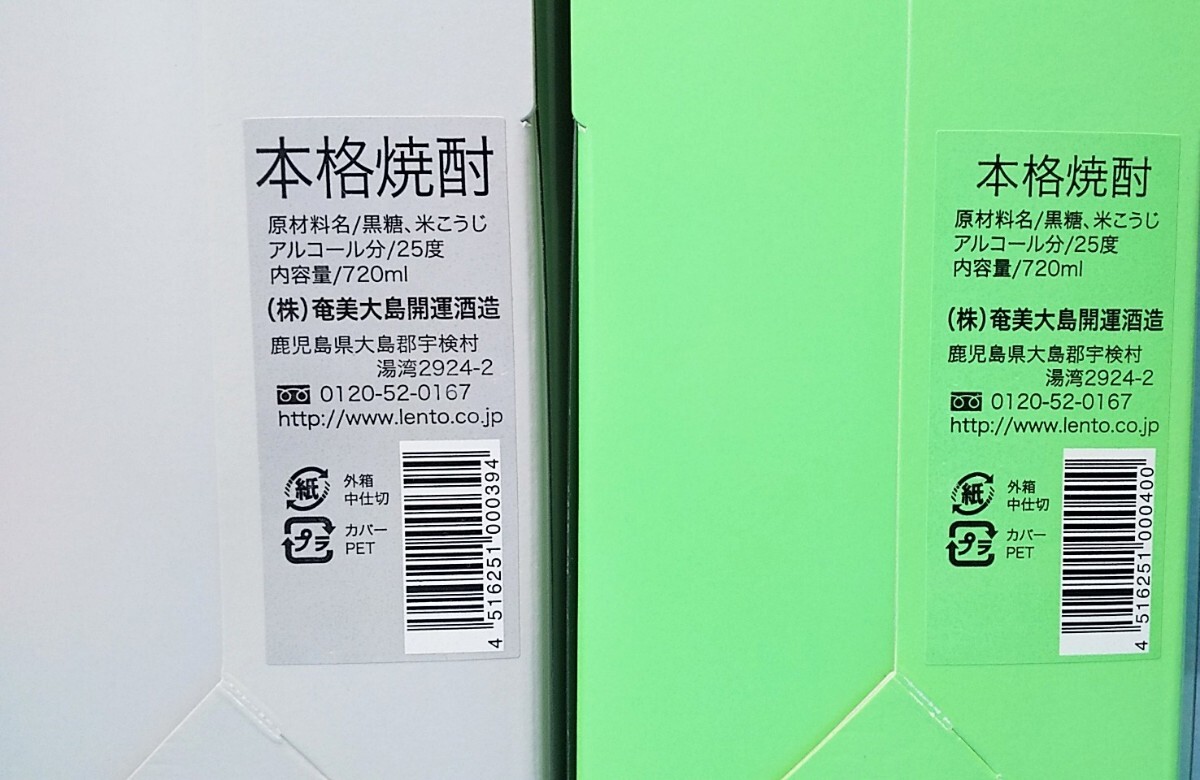 本格焼酎
原材料名/黒糖、米こうじ
アルコール分/25度
内容量/720ml
(株)奄美大島開運酒造
鹿児島県大島郡宇検村
湯湾2924-2
0120-52-0167
http://www.lento.co.jp
紙
外箱
中仕切
プラ
カバー
PET
4 516251 000394
本格焼酎
原材料名/黒糖、米こうじ
アルコール分/25度
内容量/720ml
(株)奄美大島開運酒造
鹿児島県大島郡宇検村
湯湾2924-2
0120-52-0167
http://www.lento.co.jp
紙
外箱
中仕切
プラ
カバー
PET
4 516251 000400